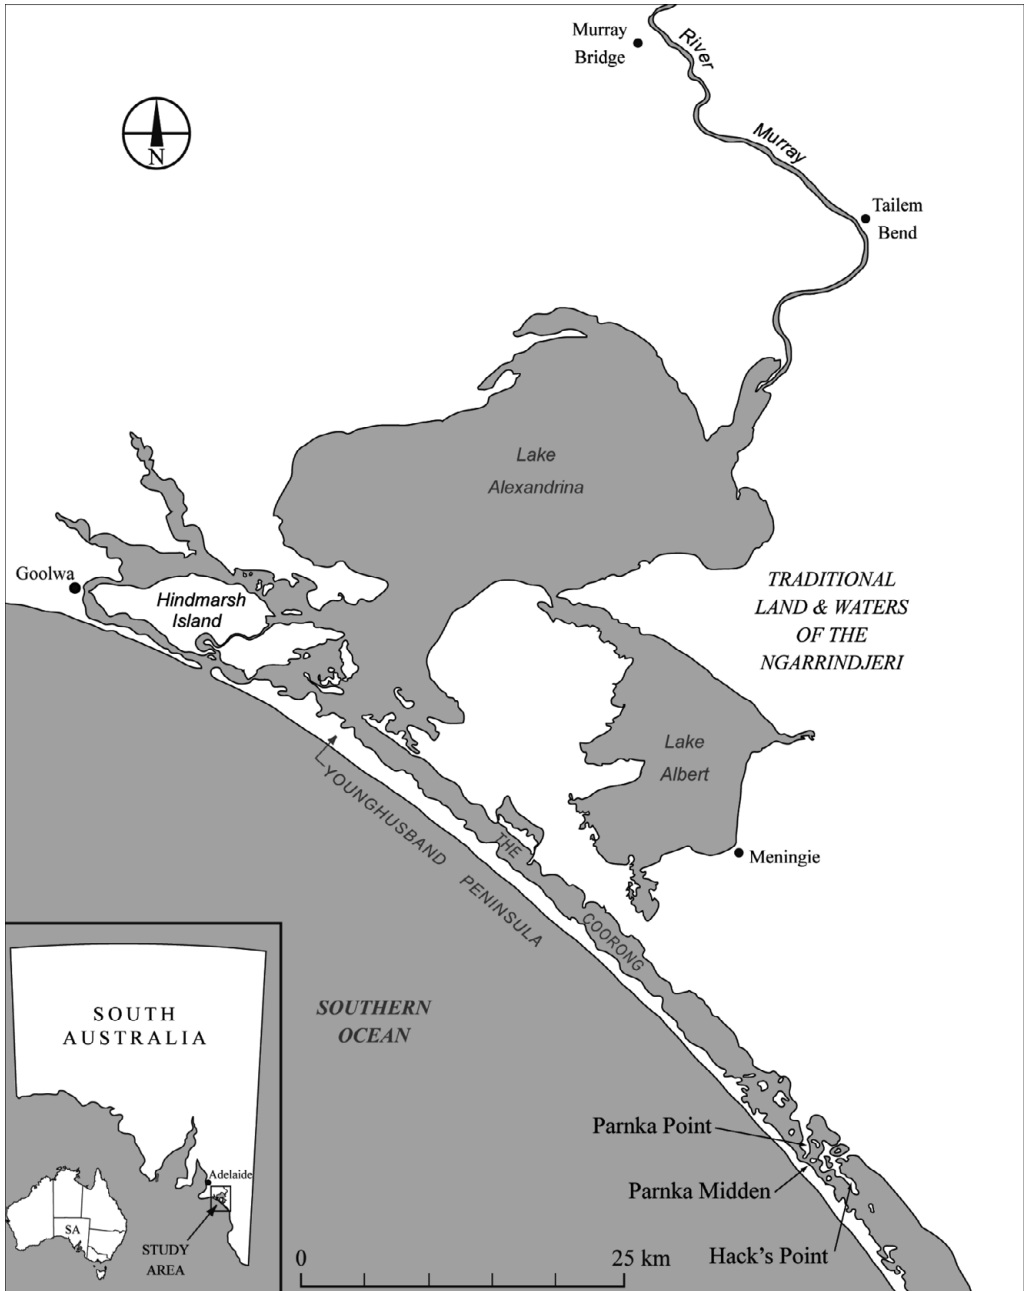 Murray
Bridge
River
Murray
N
Tailem
Bend
Lake
Alexandrina
Goolwa
Hindmarsh
Island
TRADITIONAL
LAND & WATERS
OF THE
NGARRINDJERI
Lake
Albert
YOUNGHUSBAND PENINSULA
THE COORONG
Meningie
SOUTHERN
OCEAN
SOUTH
AUSTRALIA
Parnka Point
Parnka Midden
Hack's Point
Adelaide
SA
STUDY
AREA
0 25 km